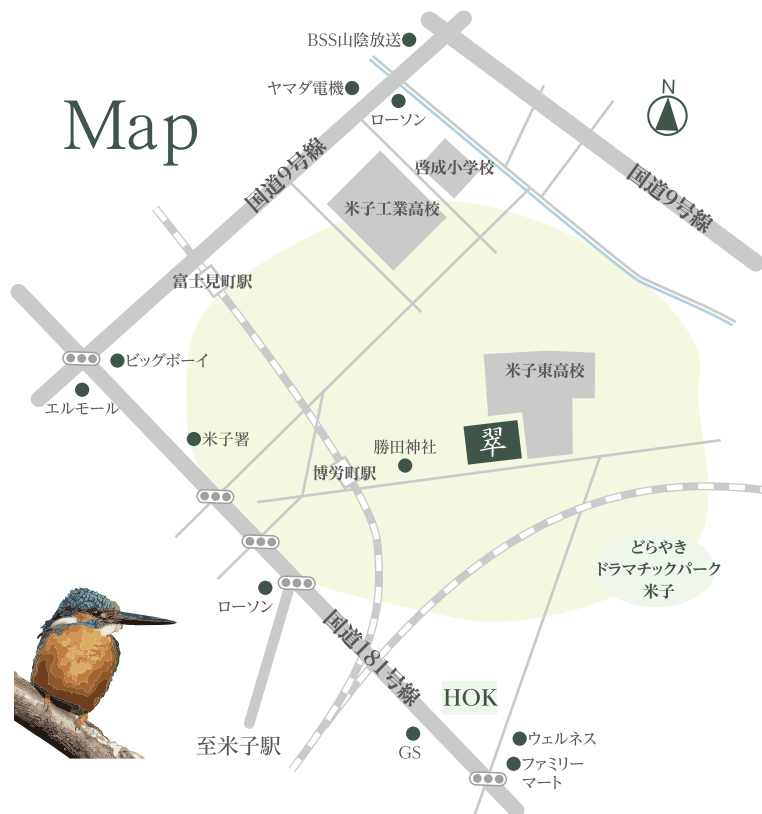 BSS山陰放送
ヤマダ電機
ローソン
N
Map
国道9号線
啓成小学校
米子工業高校
国道9号線
富士見町駅
ビッグボーイ
エルモール
米子東高校
米子署
勝田神社
翠
博労町駅
どらやき
ドラマチックパーク
米子
ローソン
国道181号線
HOK
至米子駅
GS
ウェルネス
ファミリー
マート